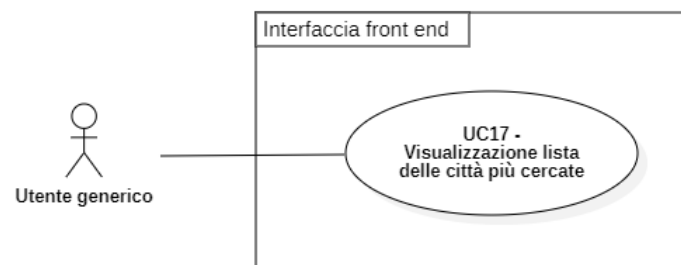 Interfaccia front end
UC17 -
Visualizzazione lista
delle città più cercate
Utente generico